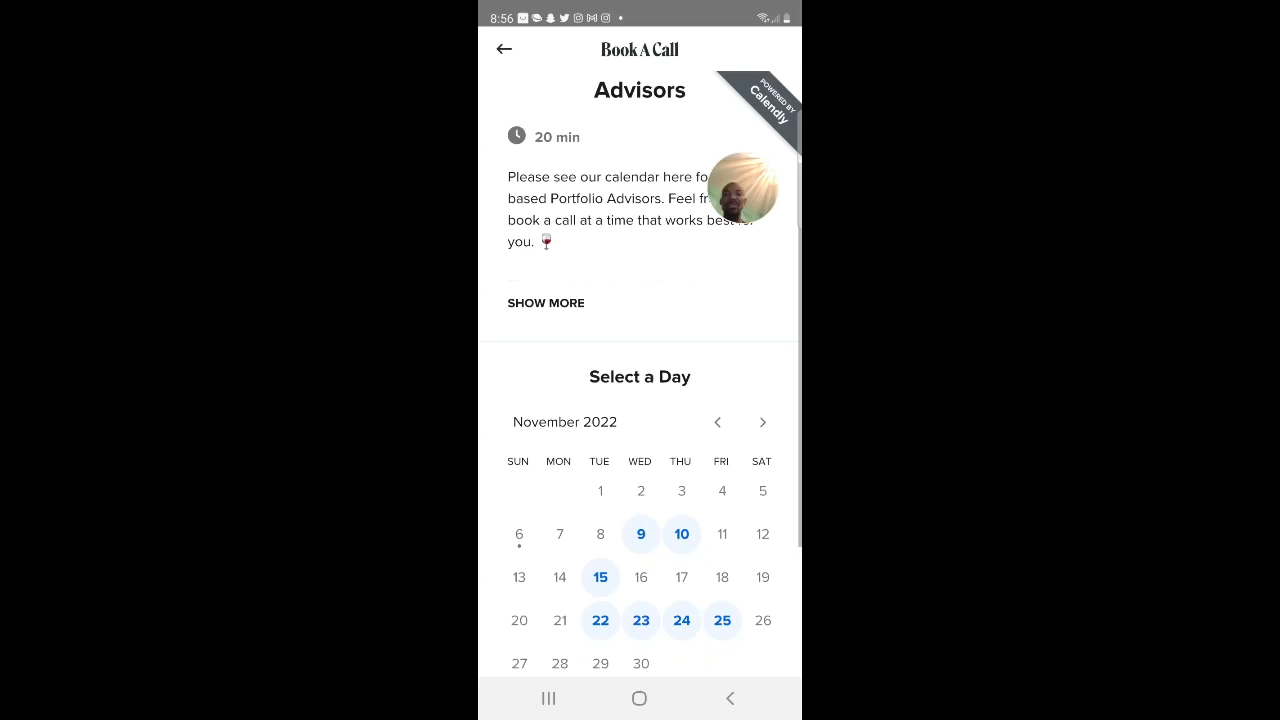 8:56
Book A Call
Advisors
POWERED BY
Calendly
20 min
Please see our calendar here fo
based Portfolio Advisors. Feel fr
book a call at a time that works best for
you. 🍷
SHOW MORE
Select a Day
November 2022
SUN MON TUE WED THU FRI SAT
1 2 3 4 5
6 7 8 9 10 11 12
13 14 15 16 17 18 19
20 21 22 23 24 25 26
27 28 29 30